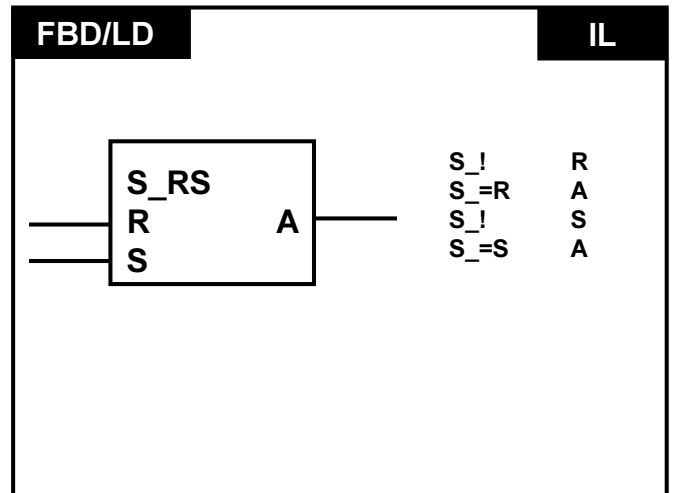 FBD/LD IL
S_RS
R A
S
S_! R
S_=R A
S_! S
S_=S A